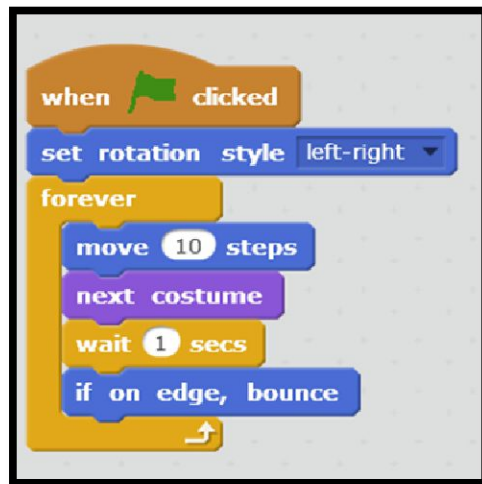 when clicked
set rotation style left-right
forever
move 10 steps
next costume
wait 1 secs
if on edge, bounce